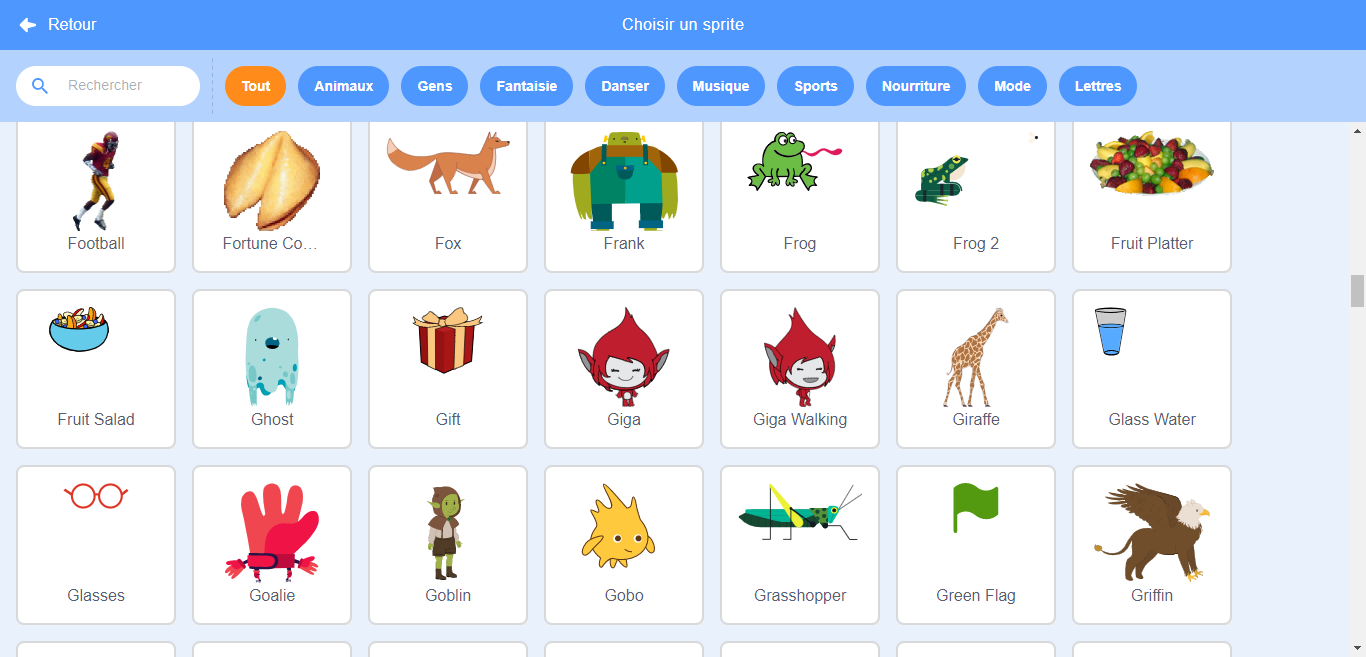 Retour
Choisir un sprite
Rechercher
Tout
Animaux
Gens
Fantaisie
Danser
Musique
Sports
Nourriture
Mode
Lettres
Football
Fortune Co...
Fox
Frank
Frog
Frog 2
Fruit Platter
Fruit Salad
Ghost
Gift
Giga
Giga Walking
Giraffe
Glass Water
Glasses
Goalie
Goblin
Gobo
Grasshopper
Green Flag
Griffin